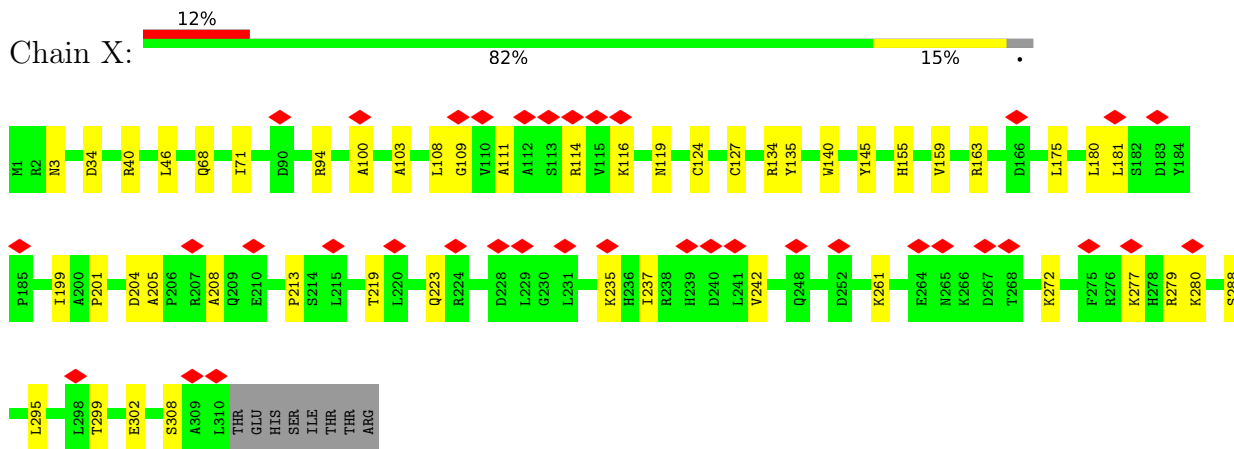 12%
Chain X:
82% 15% •
M1 R2 N3 D34 R40 L46 Q68 I71 D90 R94 A100 A103 L108 G109 V110 A111 A112 S113 R114 V115 K116 N119 C124 C127 R134 Y135 W140 Y145 H155 V159 R163 D166 L175 L180 L181 S182 D183 Y184
P185 I199 A200 P201 D204 A205 P206 R207 A208 Q209 E210 P213 S214 L215 T219 L220 Q223 R224 D228 L229 G230 L231 K235 H236 I237 R238 H239 D240 L241 V242 Q248 D252 K261 E264 N265 K266 D267 T268 K272 F275 R276 K277 H278 R279 K280 S288
L295 L298 T299 E302 S308 A309 L310 THR GLU HIS SER ILE THR THR ARG